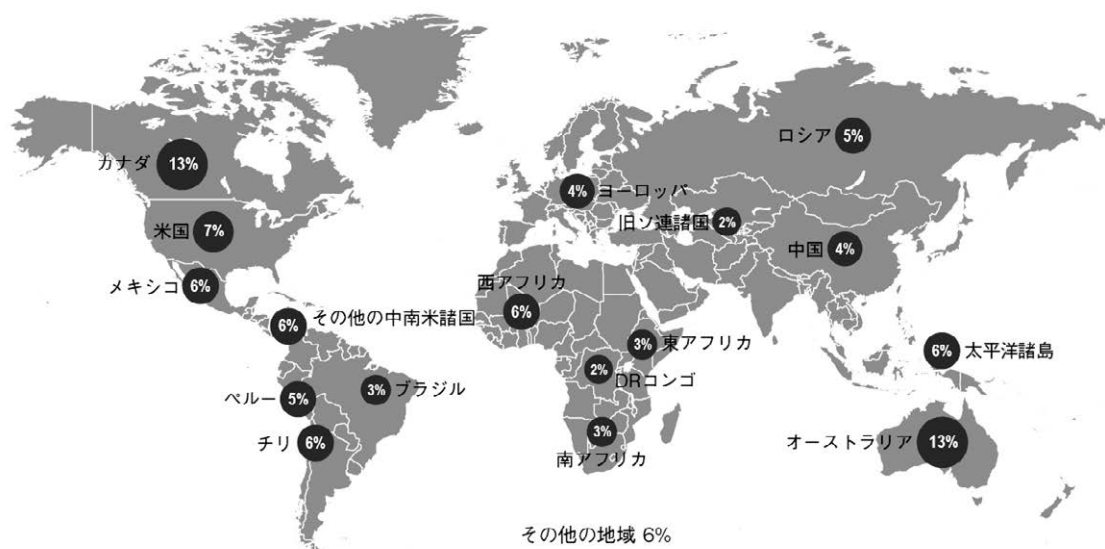 カナダ 13%
米国 7%
メキシコ 6%
6% その他の中南米諸国
ペルー 5%
3% ブラジル
チリ 6%
4% ヨーロッパ
ロシア 5%
旧ソ連諸国 2%
中国 4%
西アフリカ
6%
3% 東アフリカ
2%
DRコンゴ
3%
南アフリカ
6% 太平洋諸島
オーストラリア 13%
その他の地域 6%